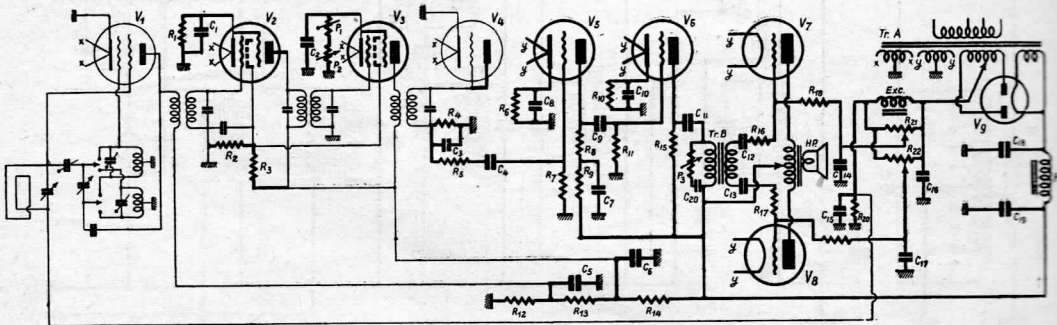 V1
V2
V3
V4
V5
V6
V7
Tr. A
R1
C1
C2
P1
P2
x
x
x
x
x
x
x
x
y
y
y
y
x
x
y
y
Exc.
R6
C8
R10
C10
R18
R21
V9
R22
C9
C11
R4
C3
R5
C4
R7
R8
R9
C7
R11
R15
P3
C20
Tr. B
C12
R16
C13
R17
HP.
C14
C15
R20
C16
C18
C19
R2
R3
y
y
V8
C17
C5
C6
R12
R13
R14